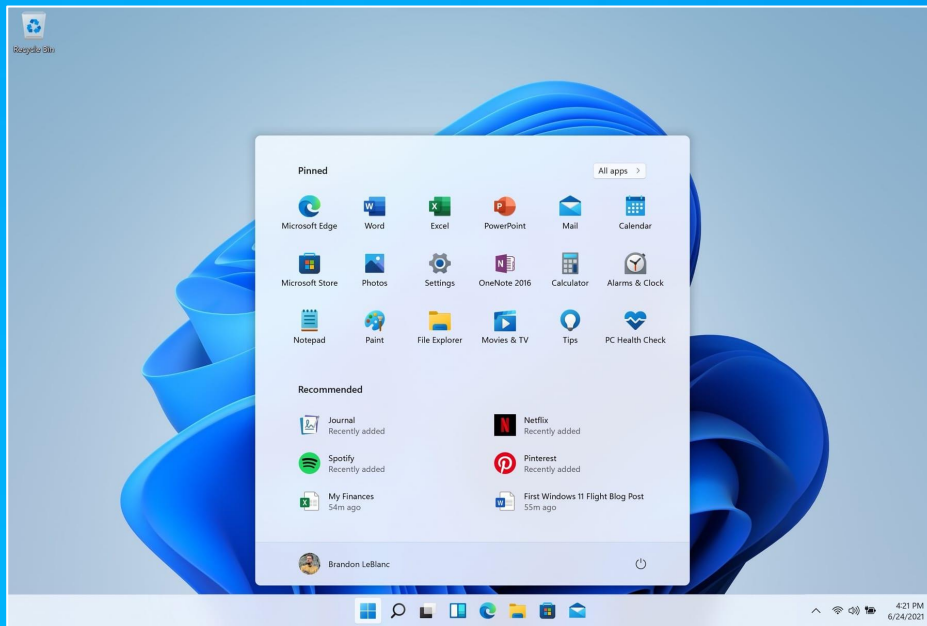 Recycle Bin
Pinned
All apps
Microsoft Edge
Word
Excel
PowerPoint
Mail
Calendar
Microsoft Store
Photos
Settings
OneNote 2016
Calculator
Alarms & Clock
Notepad
Paint
File Explorer
Movies & TV
Tips
PC Health Check
Recommended
Journal
Recently added
Netflix
Recently added
Spotify
Recently added
Pinterest
Recently added
My Finances
54m ago
First Windows 11 Flight Blog Post
55m ago
Brandon LeBlanc
4:21 PM
6/24/2021